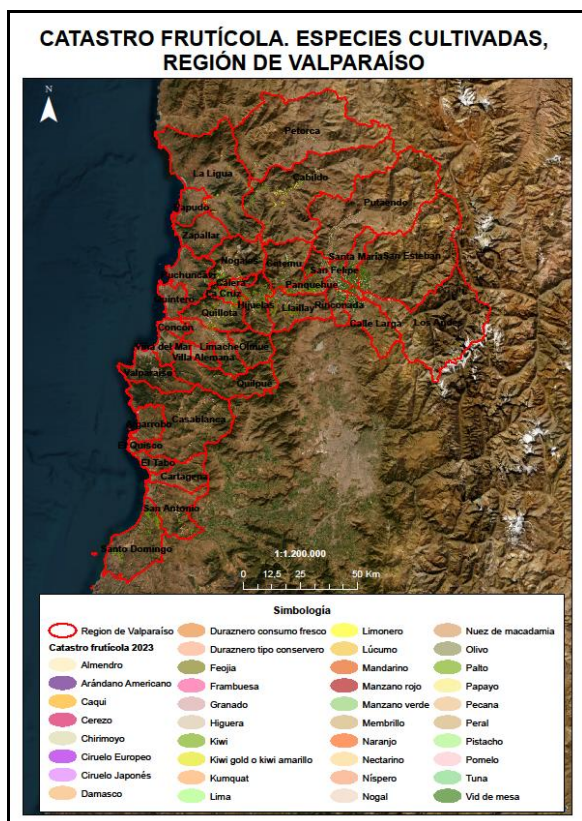 CATASTRO FRUTÍCOLA. ESPECIES CULTIVADAS,
REGIÓN DE VALPARAÍSO
N
Petorca
La Ligua
Cabildo
Papudo
Putaendo
Zapallar
Nogales
Catemu
Santa María
San Esteban
San Felipe
Puchuncaví
Calera
Panquehue
Quintero
La Cruz
Hijuelas
Llaillay
Rinconada
Quillota
Calle Larga
Los Andes
Concón
Viña del Mar
Limache
Olmué
Villa Alemana
Valparaíso
Quilpué
Casablanca
Algarrobo
El Quisco
El Tabo
Cartagena
San Antonio
Santo Domingo
1:1.200.000
0 12,5 25 50 Km
Simbología
Region de Valparaíso
Catastro frutícola 2023
Almendro
Arándano Americano
Caqui
Cerezo
Chirimoyo
Ciruelo Europeo
Ciruelo Japonés
Damasco
Duraznero consumo fresco
Duraznero tipo conservero
Feojia
Frambuesa
Granado
Higuera
Kiwi
Kiwi gold o kiwi amarillo
Kumquat
Lima
Limonero
Lúcumo
Mandarino
Manzano rojo
Manzano verde
Membrillo
Naranjo
Nectarino
Níspero
Nogal
Nuez de macadamia
Olivo
Palto
Papayo
Pecana
Peral
Pistacho
Pomelo
Tuna
Vid de mesa